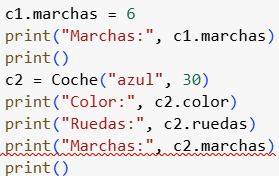 c1.marchas = 6
print("Marchas:", c1.marchas)
print()
c2 = Coche("azul", 30)
print("Color:", c2.color)
print("Ruedas:", c2.ruedas)
print("Marchas:", c2.marchas)
print()